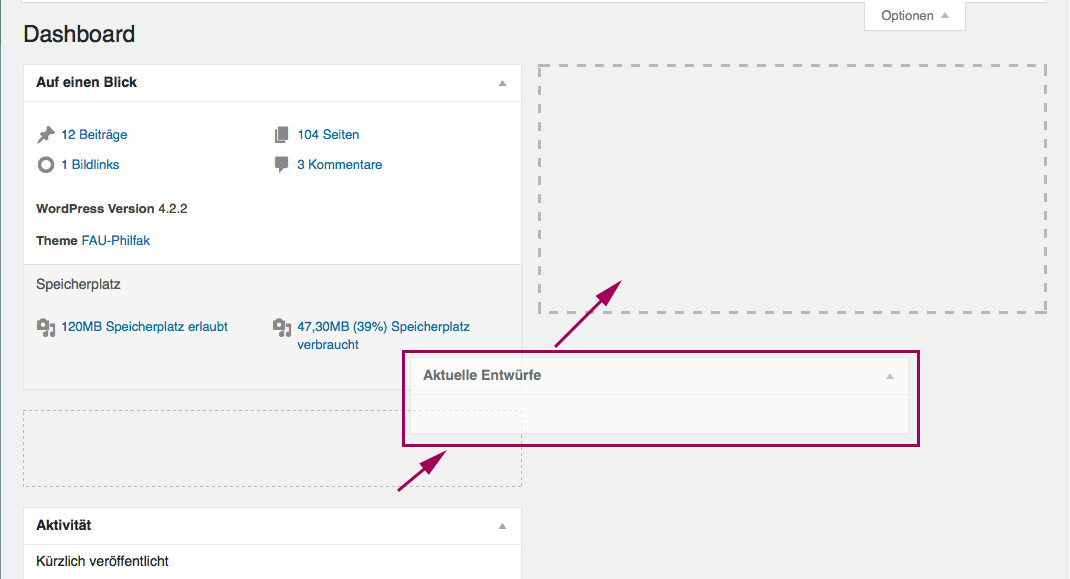 Optionen
Dashboard
Auf einen Blick
12 Beiträge
104 Seiten
1 Bildlinks
3 Kommentare
WordPress Version 4.2.2
Theme FAU-Philfak
Speicherplatz
120MB Speicherplatz erlaubt
47,30MB (39%) Speicherplatz
verbraucht
Aktuelle Entwürfe
Aktivität
Kürzlich veröffentlicht